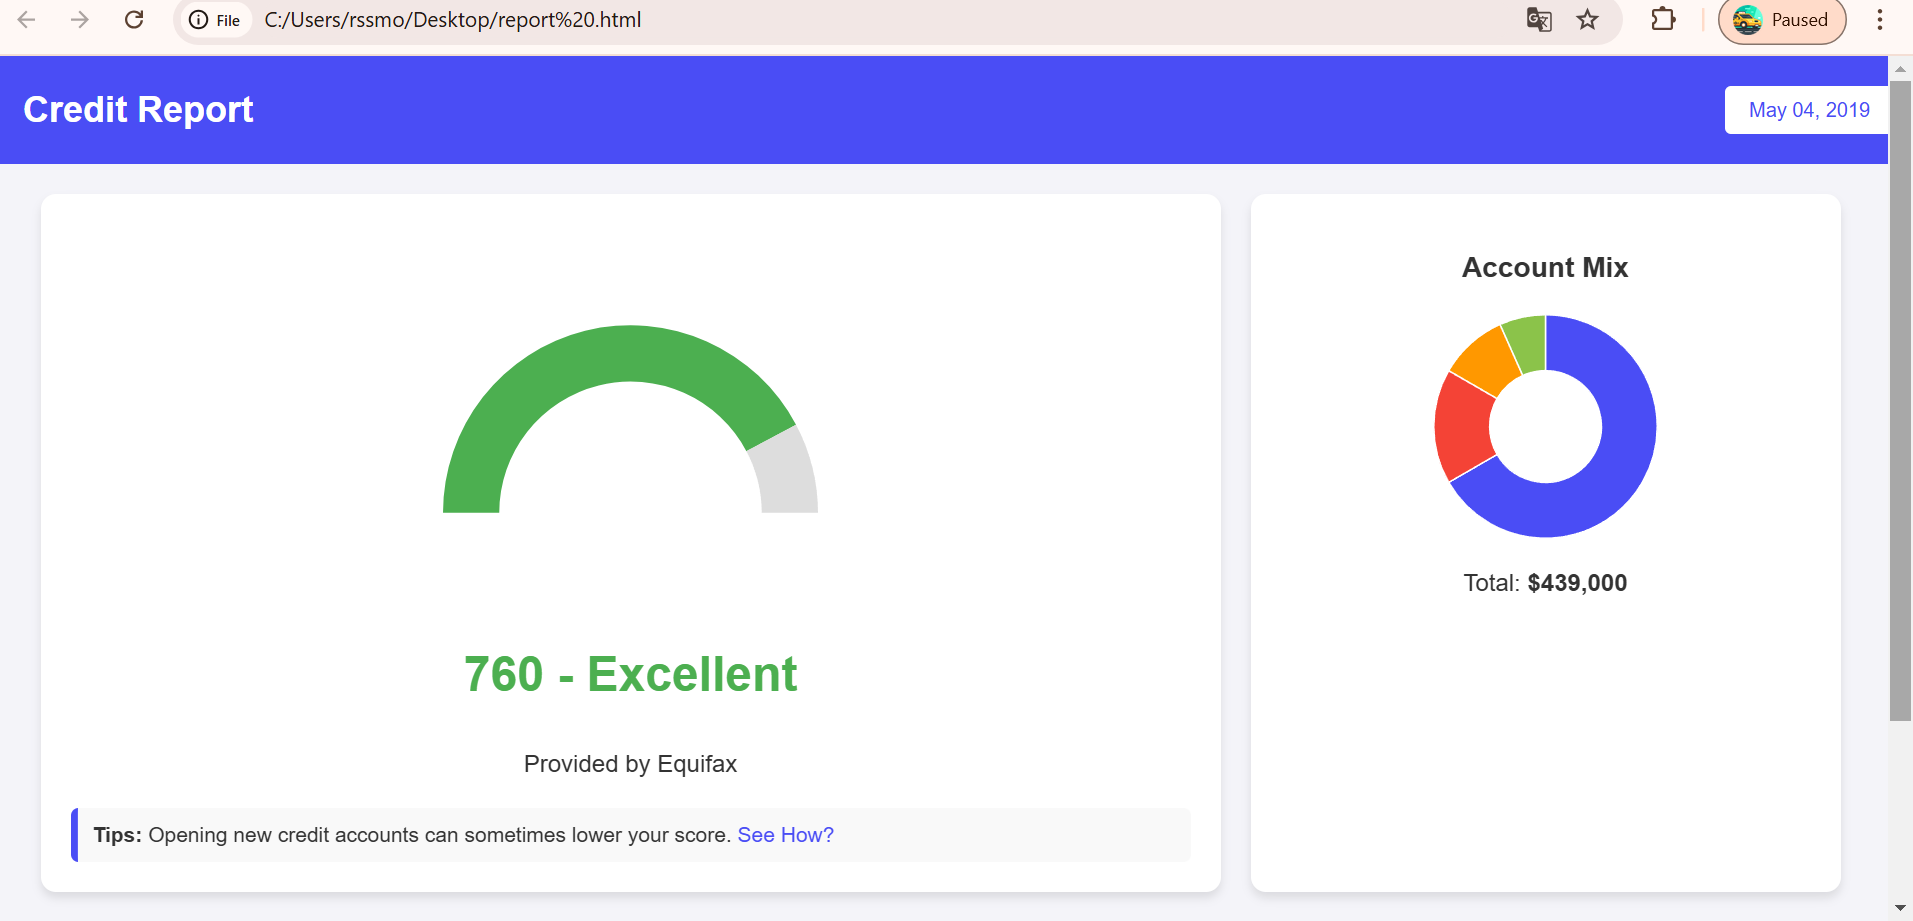 File
C:/Users/rssmo/Desktop/report%20.html
Paused
Credit Report
May 04, 2019
760 - Excellent
Provided by Equifax
Tips: Opening new credit accounts can sometimes lower your score. See How?
Account Mix
Total: $439,000